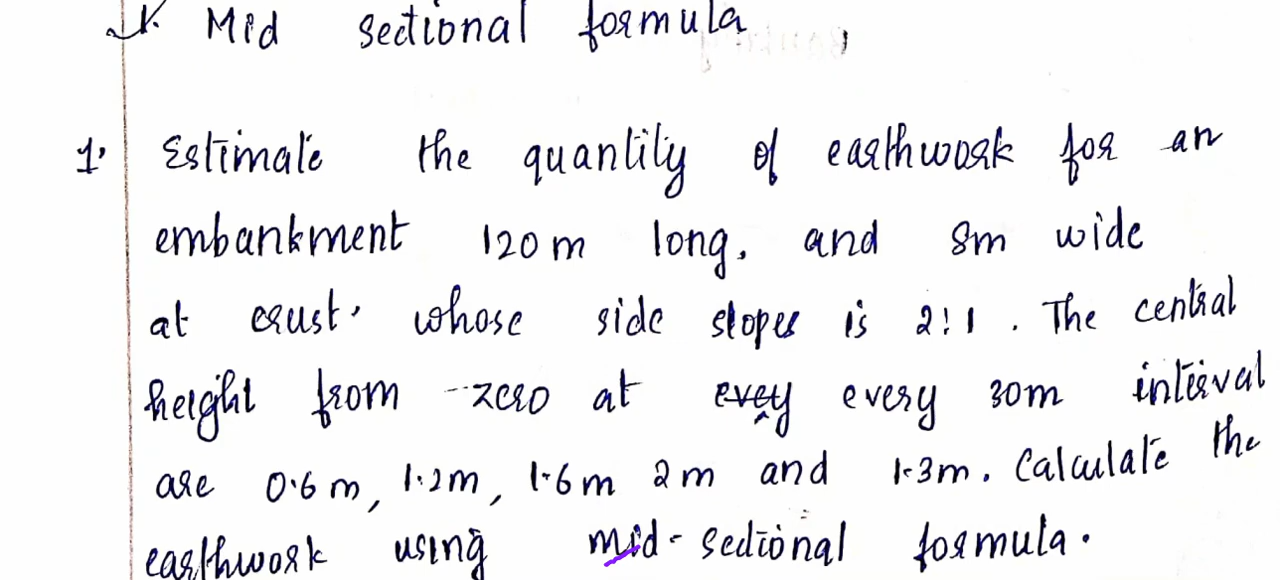 1. Mid sectional formula
1. Estimate the quantity of earthwork for an
embankment 120m long. and 8m wide
at crust. whose side slopes is 2:1. The central
height from zero at evey every 30m interval
are 0.6m, 1.2m, 1.6m 2m and 1.3m. Calculate the
earthwork using mid-sectional formula.